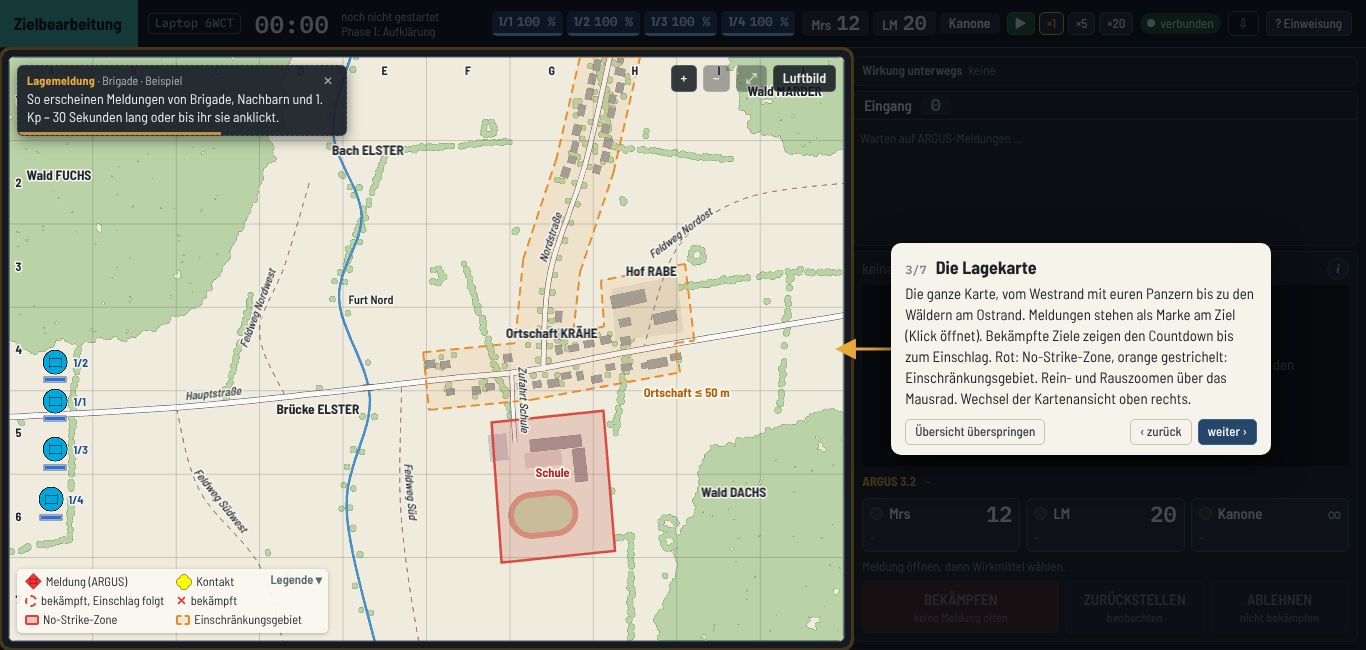 Zielbearbeitung
Laptop 6WCT
00:00
noch nicht gestartet
Phase 1: Aufklärung
1/1 100 %
1/2 100 %
1/3 100 %
1/4 100 %
Mrs 12
LM 20
Kanone
×1
×5
×20
verbunden
? Einweisung
Lagemeldung · Brigade · Beispiel
So erscheinen Meldungen von Brigade, Nachbarn und 1.
Kp – 30 Sekunden lang oder bis ihr sie anklickt.
E
F
G
H
Luftbild
Wald MARDER
Bach ELSTER
2
Wald FUCHS
Nordstraße
Feldweg Nordost
3
Hof RABE
Furt Nord
Feldweg Nordwest
Ortschaft KRÄHE
4
1/2
1/1
Zufahrt Schule
Ortschaft ≤ 50 m
Hauptstraße
Brücke ELSTER
5
1/3
Schule
Feldweg Südwest
Feldweg Süd
Wald DACHS
1/4
6
Meldung (ARGUS)
Kontakt
Legende ▾
bekämpft, Einschlag folgt
bekämpft
No-Strike-Zone
Einschränkungsgebiet
Wirkung unterwegs keine
Eingang 0
Warten auf ARGUS-Meldungen ...
keine
i
3/7 Die Lagekarte
Die ganze Karte, vom Westrand mit euren Panzern bis zu den
Wäldern am Ostrand. Meldungen stehen als Marke am Ziel
(Klick öffnet). Bekämpfte Ziele zeigen den Countdown bis
zum Einschlag. Rot: No-Strike-Zone, orange gestrichelt:
Einschränkungsgebiet. Rein- und Rauszoomen über das
Mausrad. Wechsel der Kartenansicht oben rechts.
Übersicht überspringen
‹ zurück
weiter ›
den
ARGUS 3.2 –
Mrs 12
–
LM 20
–
Kanone ∞
–
Meldung öffnen, dann Wirkmittel wählen.
BEKÄMPFEN
keine Meldung offen
ZURÜCKSTELLEN
beobachten
ABLEHNEN
nicht bekämpfen